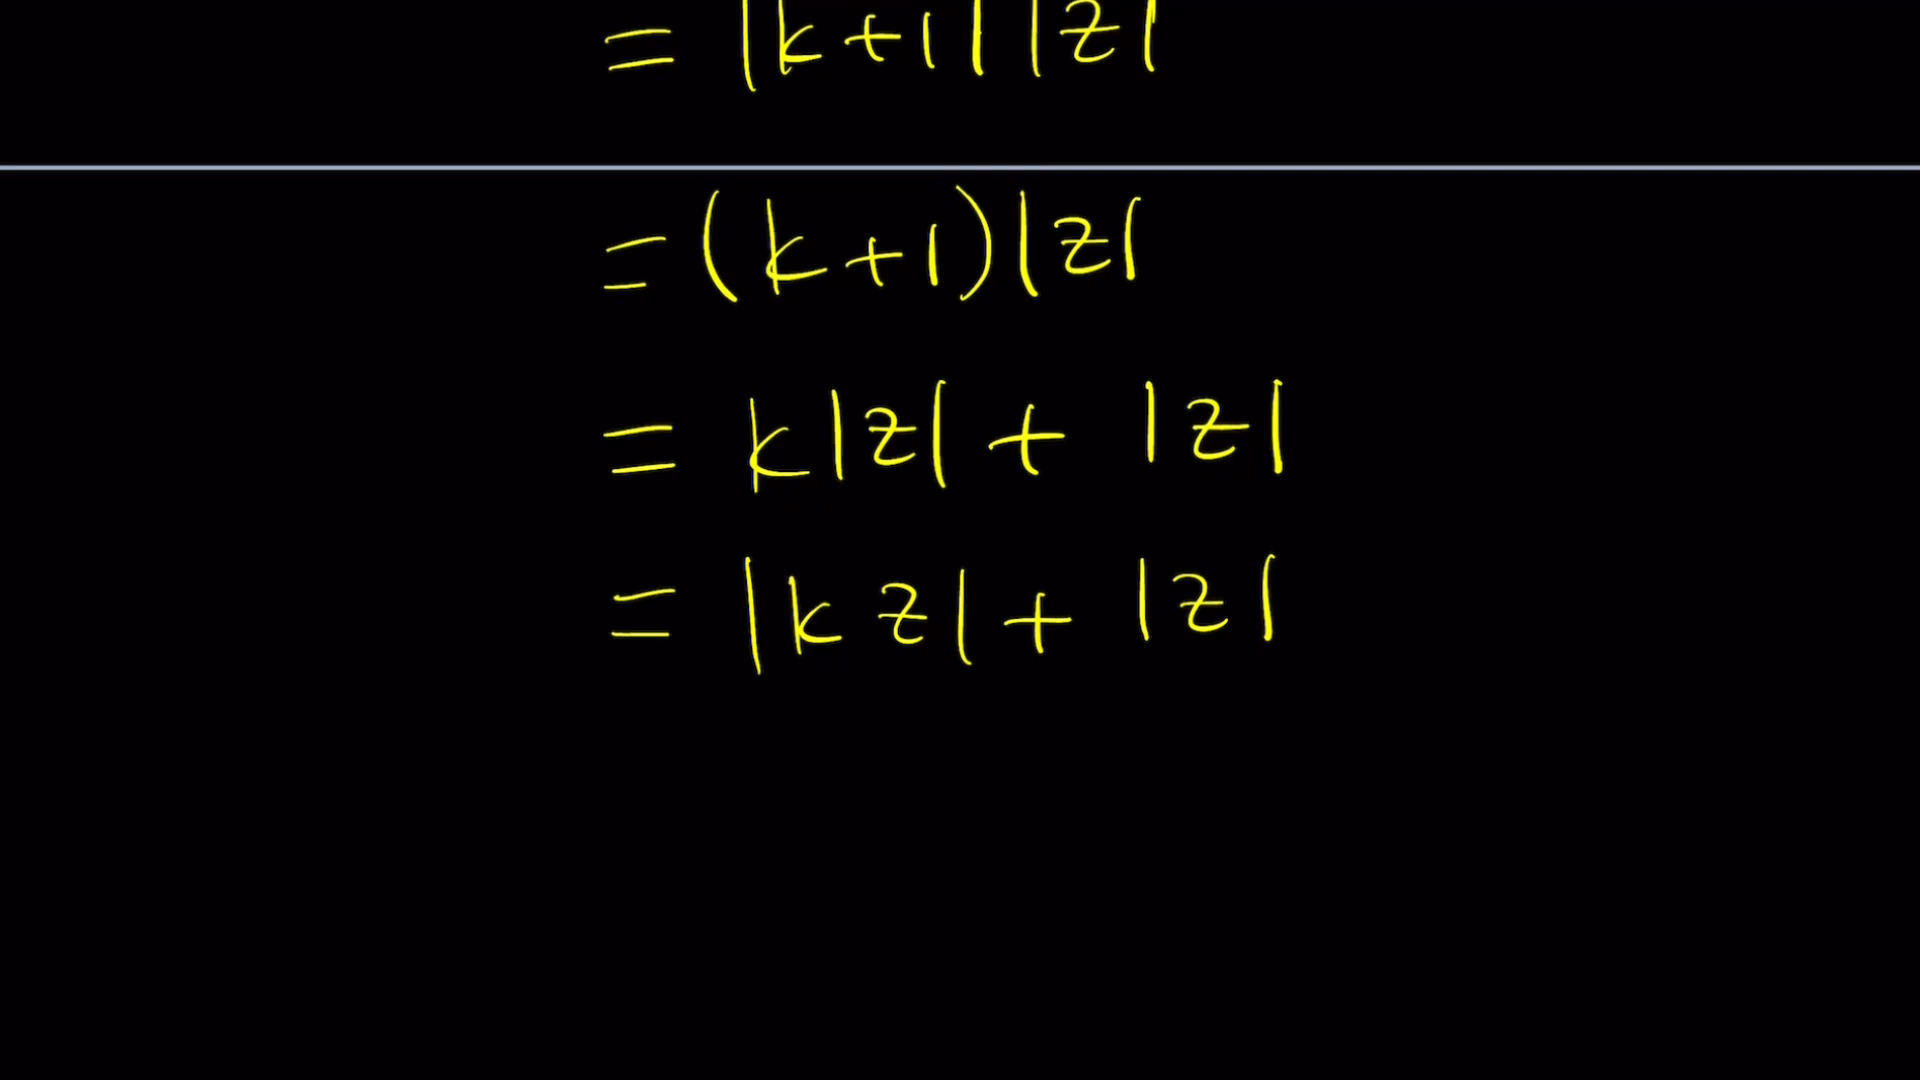 = |k+1| |z|
= (k+1)|z|
= k|z| + |z|
= |kz| + |z|